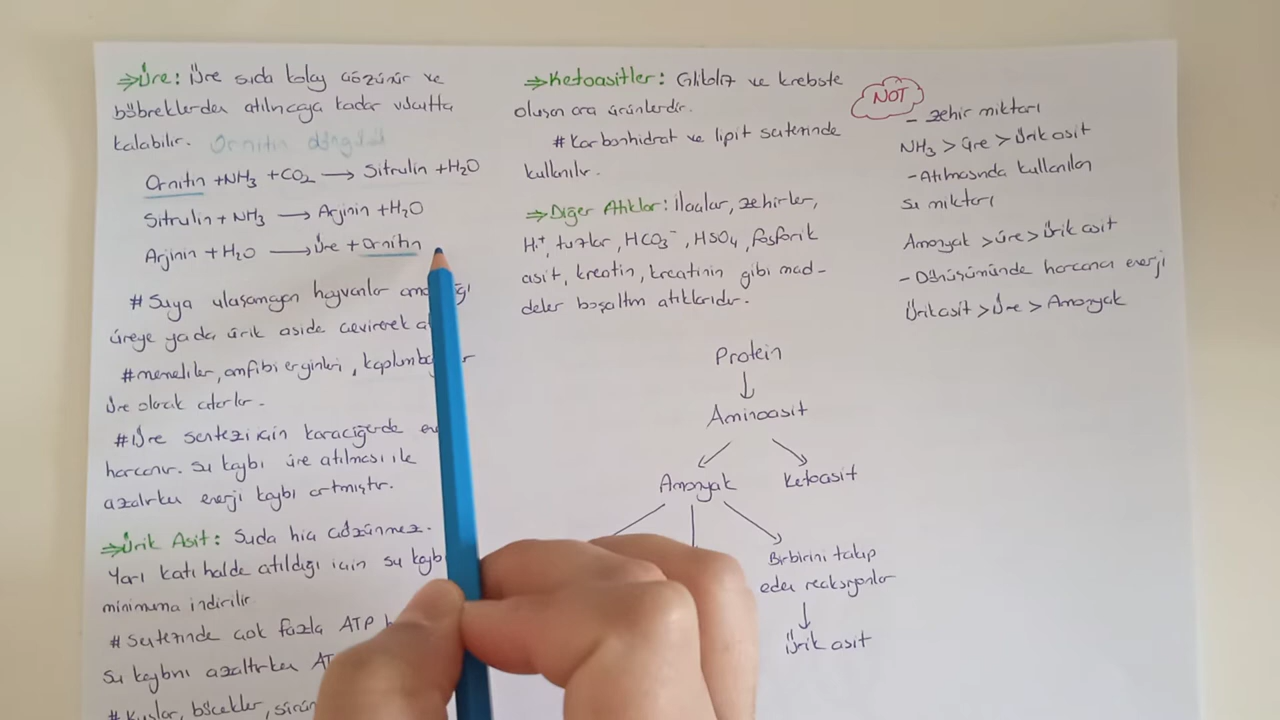 ⇒Üre: Üre suda kolay çözünür ve
böbreklerden atılıncaya kadar vücutta
kalabilir. Ornitin döngüsü
Ornitin +NH3 +CO2 → Sitrulin +H2O
Sitrulin + NH3 → Arjinin +H2O
Arjinin + H2O → Üre + Ornitin
# Suya ulaşamayan hayvanlar
üreye yada ürik aside çevirerek
#memeliler, amfibi erginleri,
üre olarak atarlar.
#Üre sentezi için karaciğerde
harcanır. Su kaybı üre atılması ile
azalırken enerji kaybı artmıştır.
⇒Ürik Asit: Suda hiç çözünmez.
Yarı katı halde atıldığı için su
minimuma indirilir
# Sentezinde çok fazla ATP
Su kaybını azaltırken
# Kuşlar, böcekler,
⇒Ketoasitler: Glikoliz ve krebste
oluşan ara ürünlerdir.
#Karbonhidrat ve lipit sentezinde
kullanılır.
⇒Diğer Atıklar: İlaçlar, zehirler,
H+, tuzlar, HCO3-, HSO4, fosforik
asit, kreatin, kreatinin gibi mad-
deler boşaltım atıklarıdır.
Protein
↓
Aminoasit
Amonyak Ketoasit
Birbirini takip
eden reaksiyonlar
↓
Ürik asit
NOT
- zehir miktarı
NH3 > Üre > Ürik asit
-Atılmasında kullanılan
su miktarı
Amonyak > üre > ürik asit
- Dönüşümünde harcanan enerji
Ürik asit > Üre > Amonyak